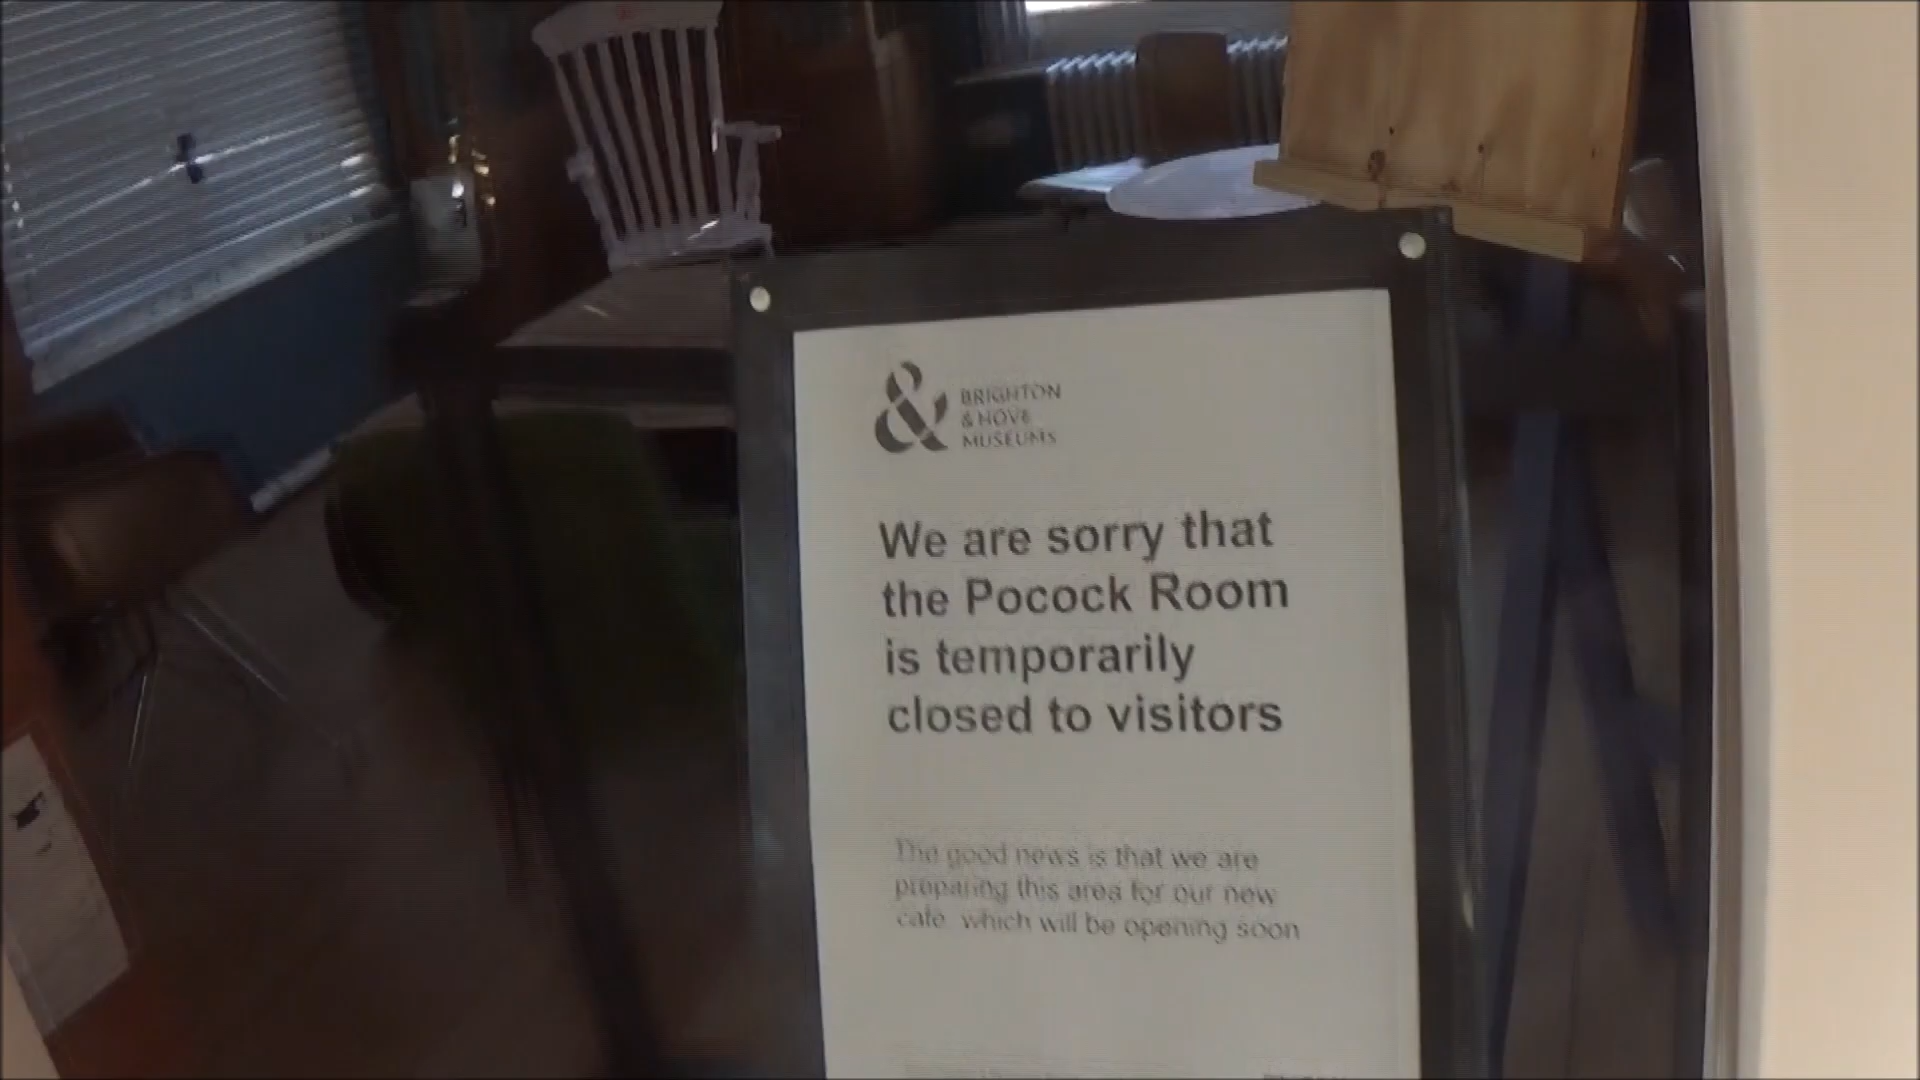 &
BRIGHTON
& HOVE
MUSEUMS
We are sorry that
the Pocock Room
is temporarily
closed to visitors
The good news is that we are
preparing this area for our new
cafe which will be opening soon